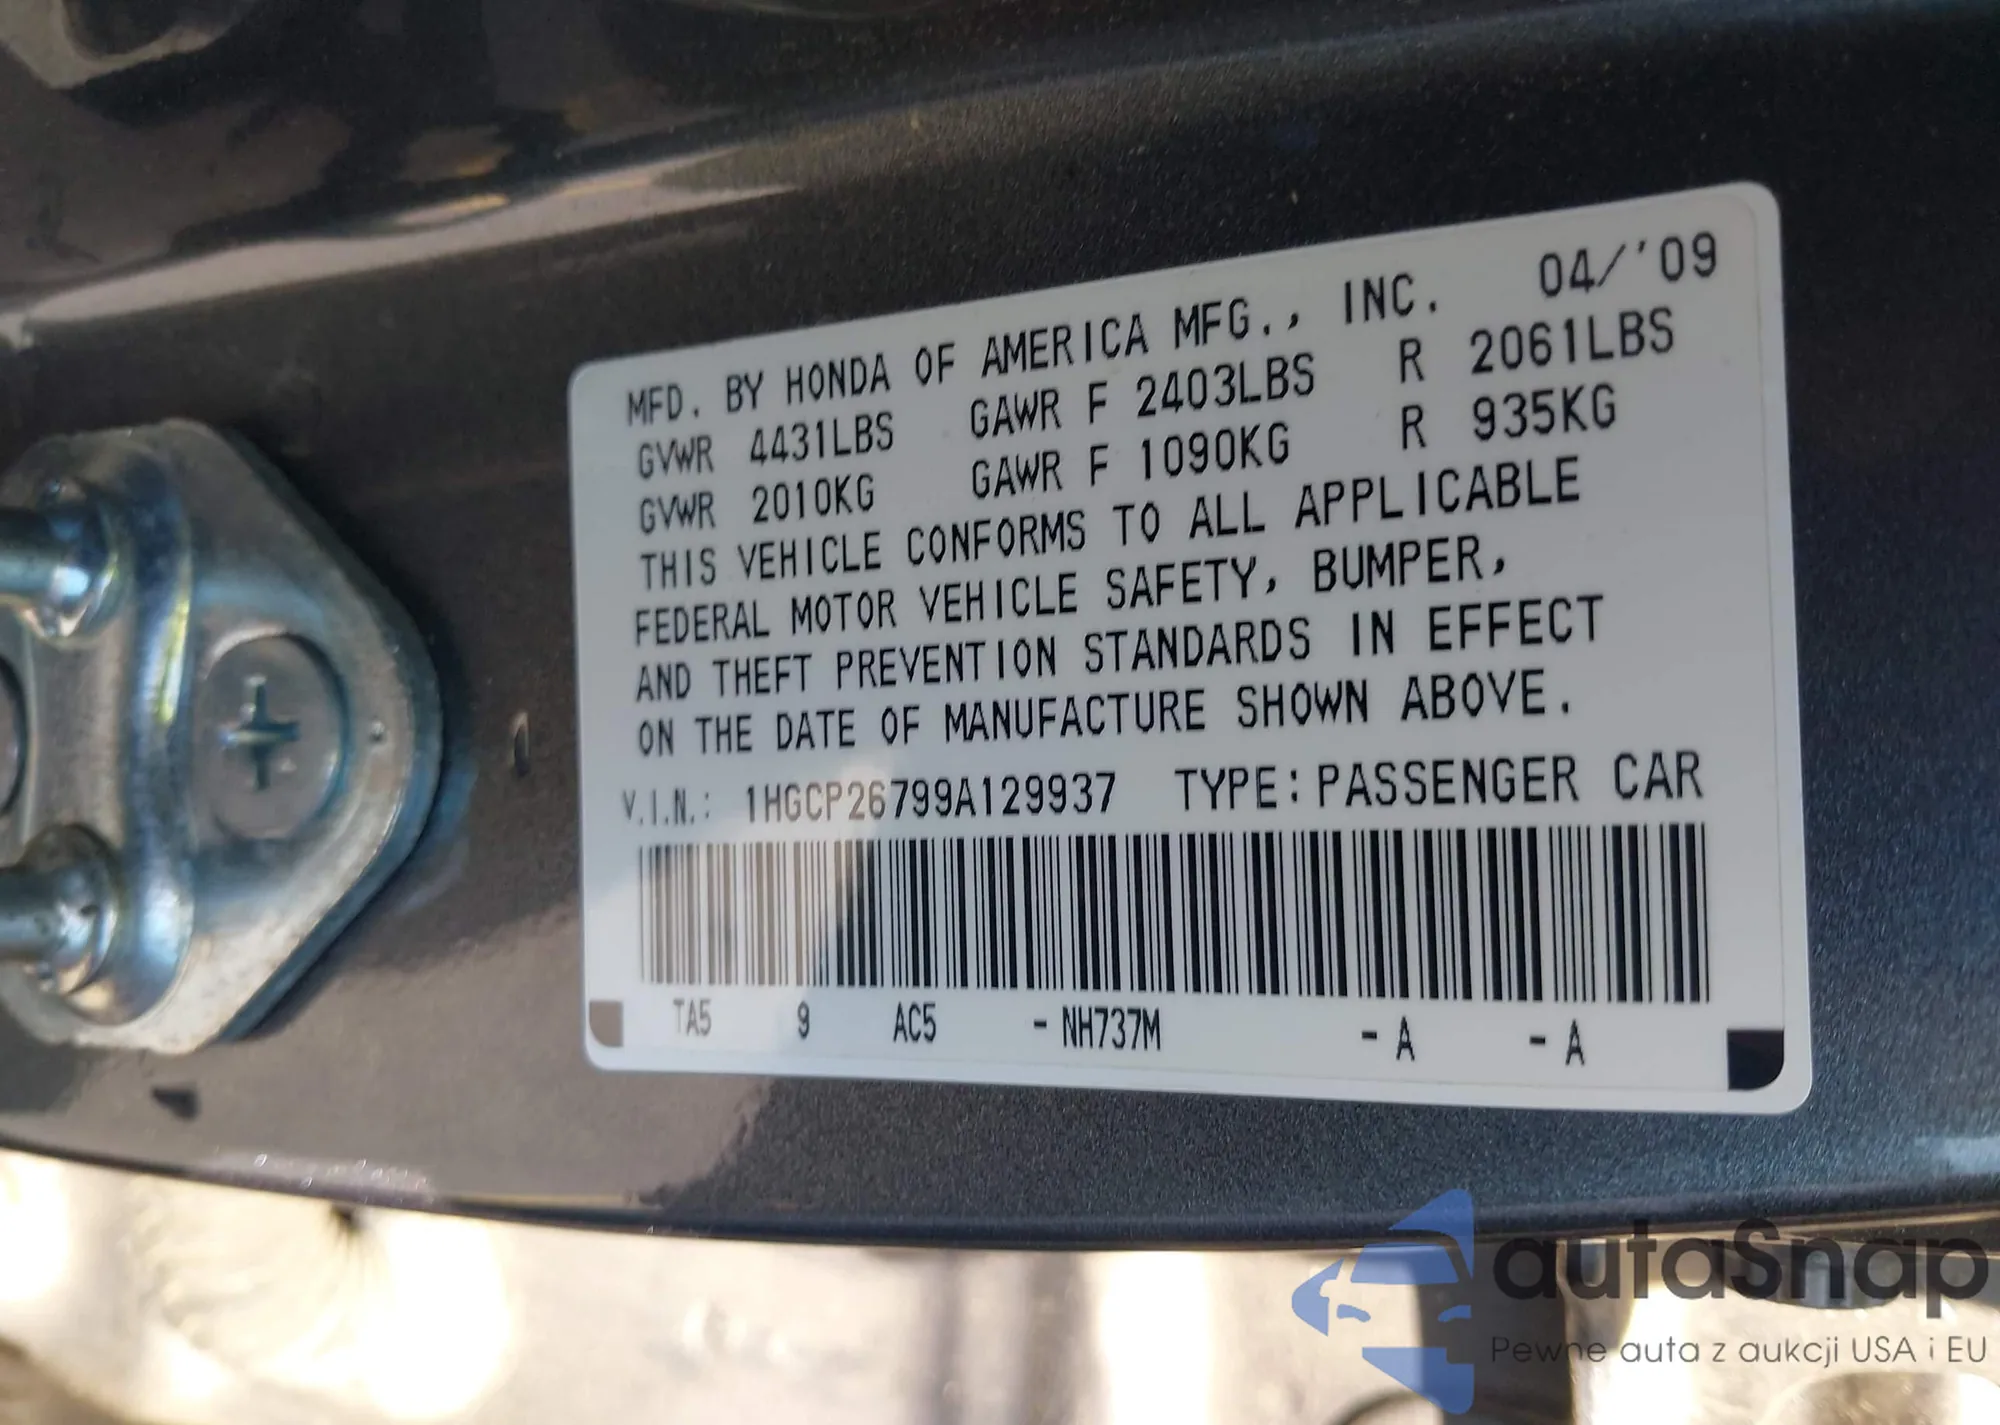 MFD. BY HONDA OF AMERICA MFG., INC. 04/'09
GVWR 4431LBS GAWR F 2403LBS R 2061LBS
GVWR 2010KG GAWR F 1090KG R 935KG
THIS VEHICLE CONFORMS TO ALL APPLICABLE
FEDERAL MOTOR VEHICLE SAFETY, BUMPER,
AND THEFT PREVENTION STANDARDS IN EFFECT
ON THE DATE OF MANUFACTURE SHOWN ABOVE.
V.I.N.: 1HGCP26799A129937 TYPE: PASSENGER CAR
TA5 9 AC5 - NH737M - A - A
autaSnap
Pewne auta z aukcji USA i EU